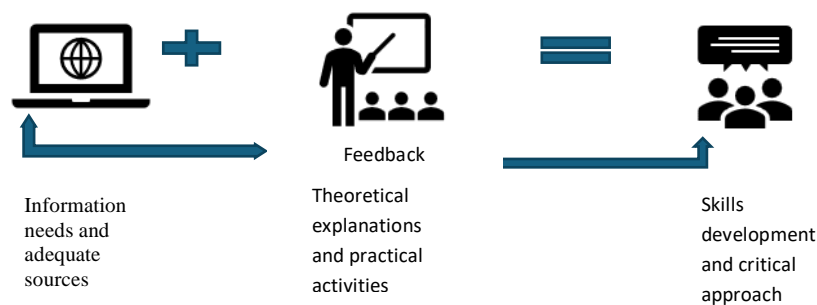 Feedback
Information
needs and
adequate
sources
Theoretical
explanations
and practical
activities
Skills
development
and critical
approach